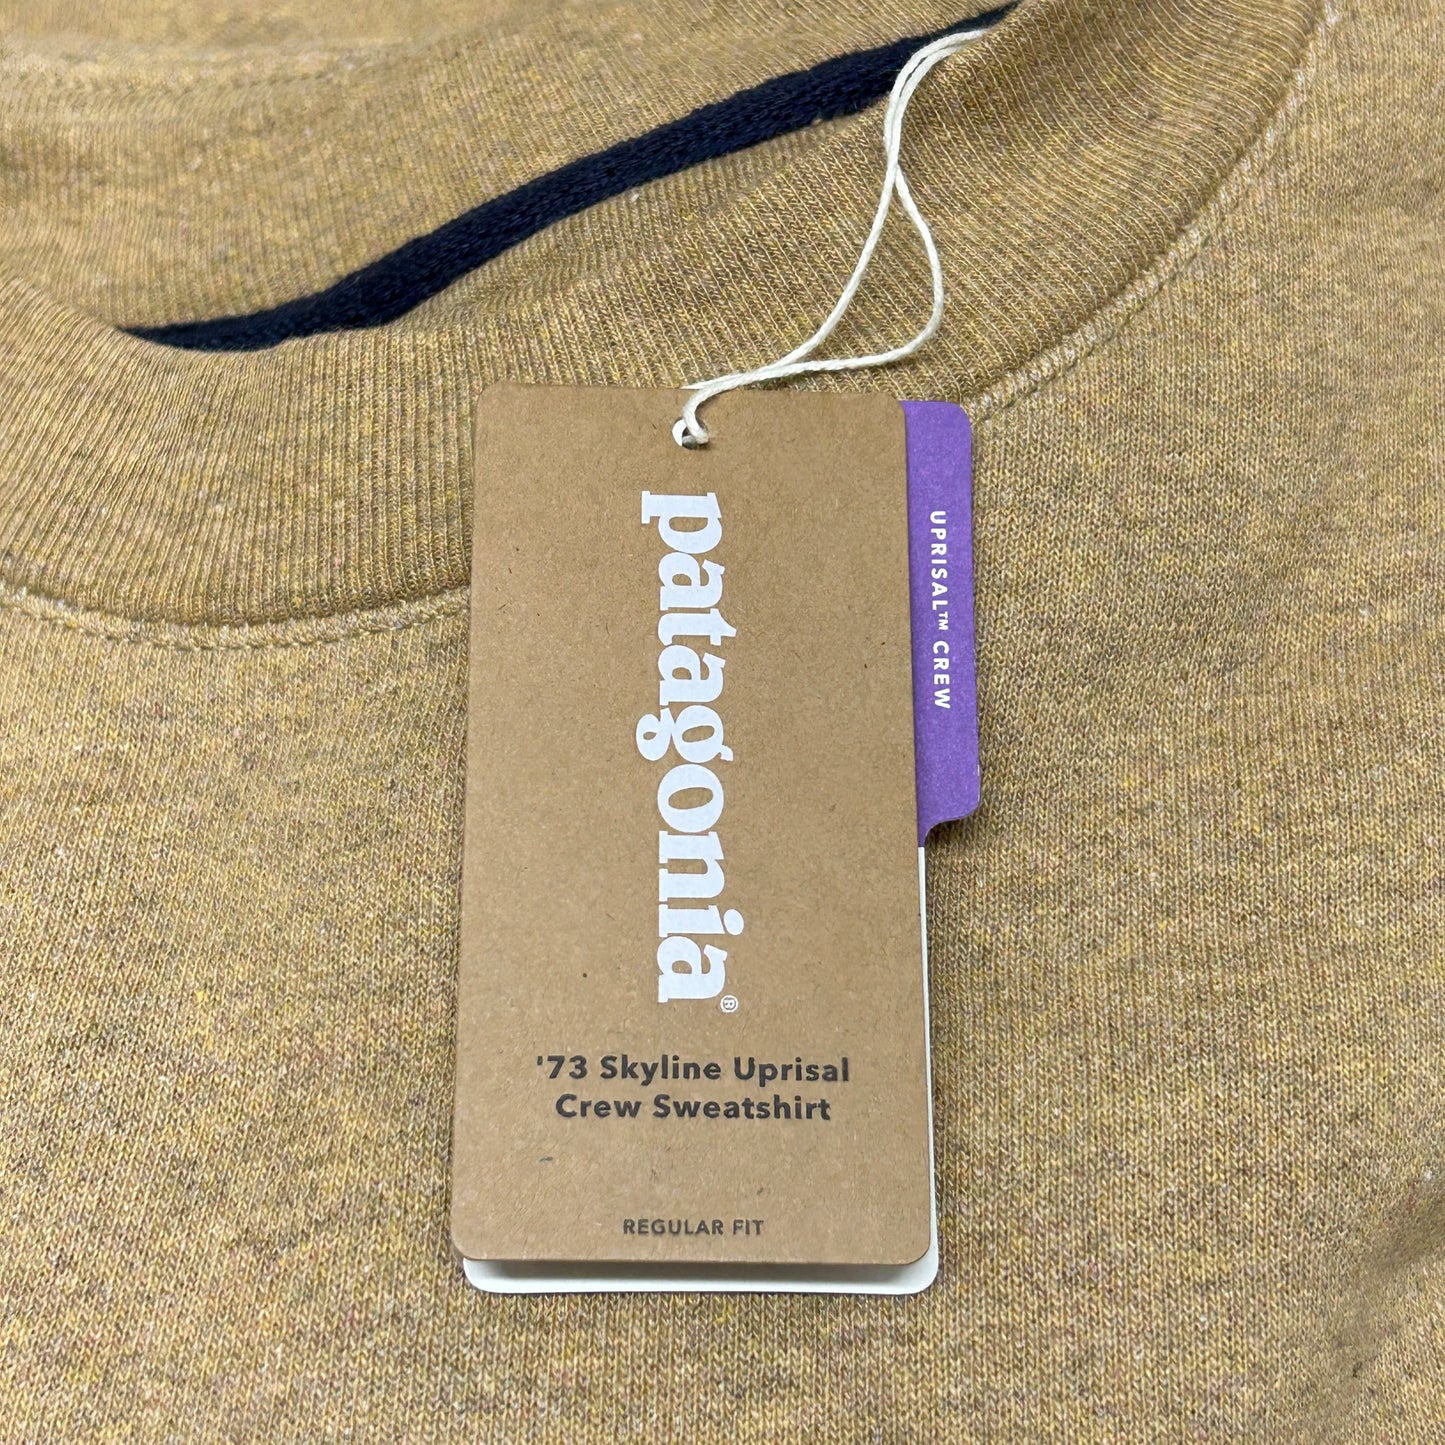 patagonia®
UPRISAL™ CREW
'73 Skyline Uprisal
Crew Sweatshirt
REGULAR FIT